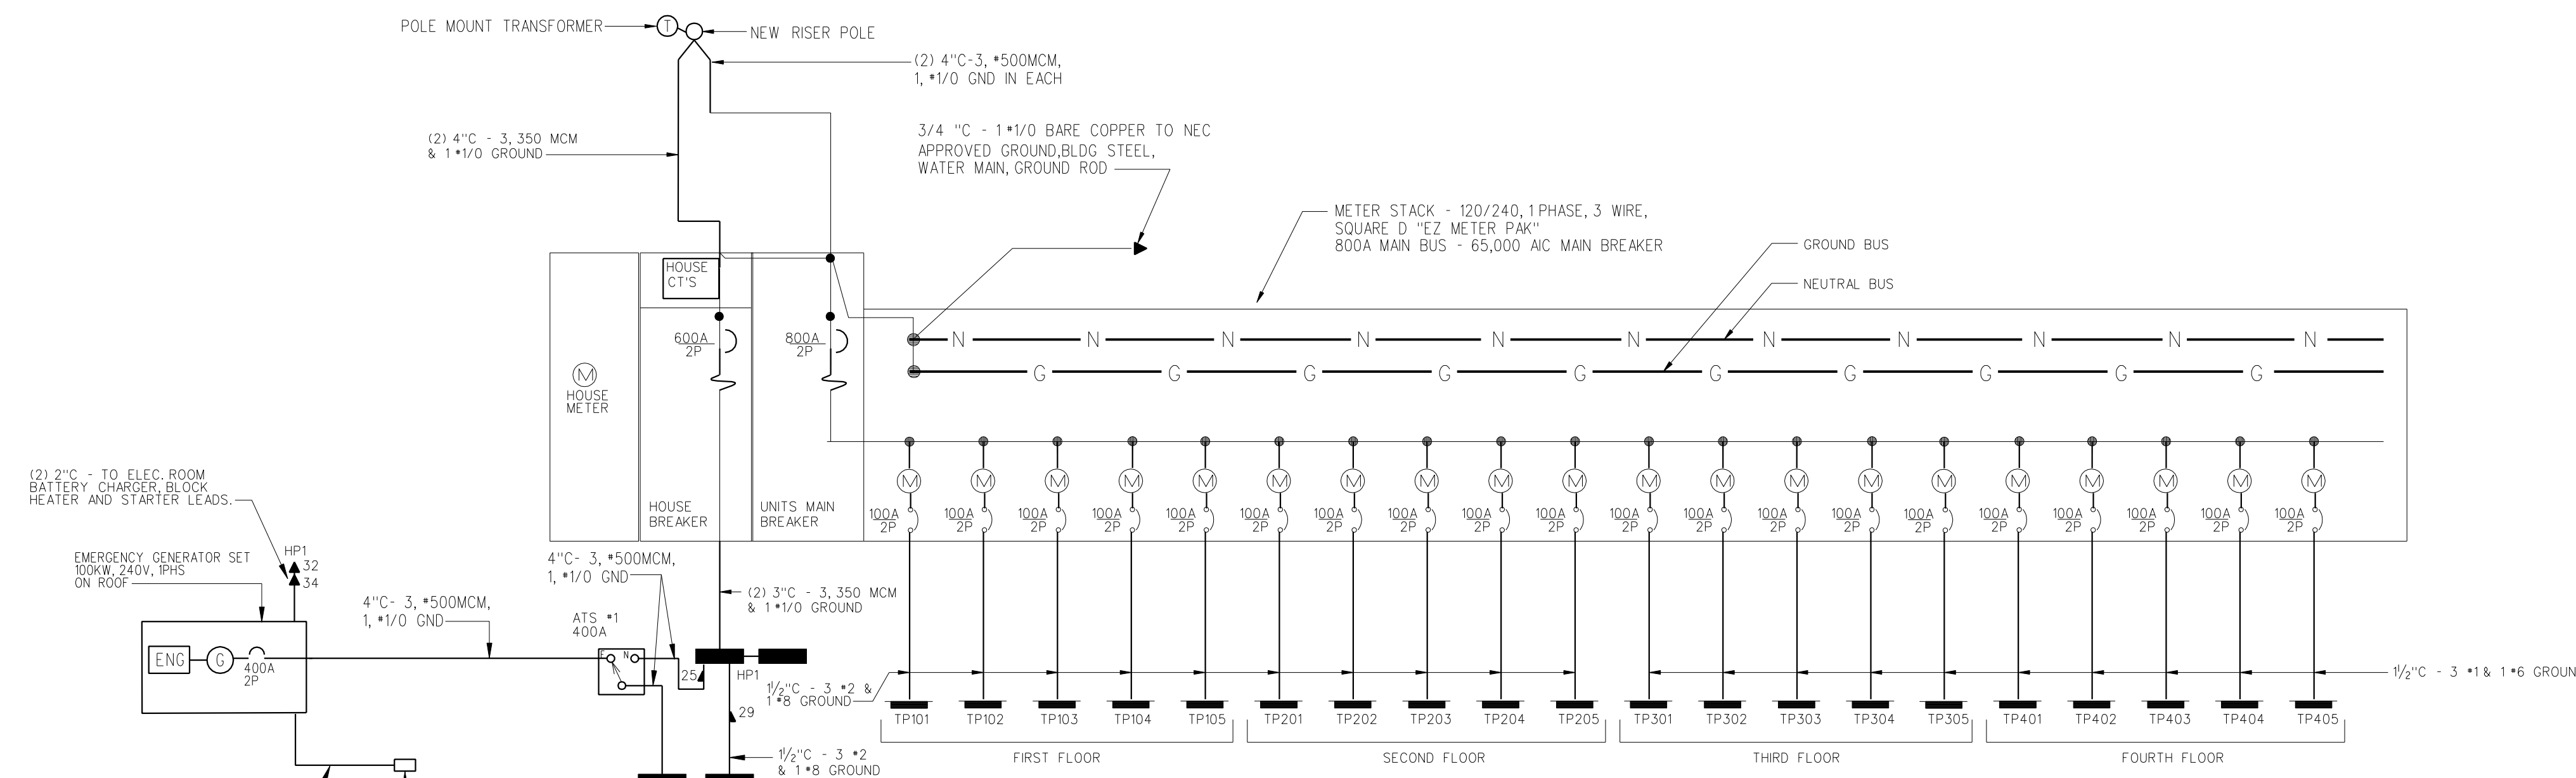 POLE MOUNT TRANSFORMER
T
NEW RISER POLE
(2) 4"C-3, #500MCM,
1, #1/0 GND IN EACH
(2) 4"C - 3, 350 MCM
& 1 #1/0 GROUND
3/4 "C - 1 #1/0 BARE COPPER TO NEC
APPROVED GROUND,BLDG STEEL,
WATER MAIN, GROUND ROD
METER STACK - 120/240, 1 PHASE, 3 WIRE,
SQUARE D "EZ METER PAK"
800A MAIN BUS - 65,000 AIC MAIN BREAKER
GROUND BUS
NEUTRAL BUS
HOUSE
CT'S
600A
2P
800A
2P
M
HOUSE
METER
HOUSE
BREAKER
UNITS MAIN
BREAKER
N N N N N N N N N N N
G G G G G G G G G G
M M M M M M M M M M M M M M M M M M M M
100A 100A 100A 100A 100A 100A 100A 100A 100A 100A 100A 100A 100A 100A 100A 100A 100A 100A 100A 100A
2P 2P 2P 2P 2P 2P 2P 2P 2P 2P 2P 2P 2P 2P 2P 2P 2P 2P 2P 2P
(2) 2"C - TO ELEC. ROOM
BATTERY CHARGER, BLOCK
HEATER AND STARTER LEADS.
EMERGENCY GENERATOR SET
100KW, 240V, 1PHS
ON ROOF
HP1
32
34
ENG
G
400A
2P
4"C- 3, #500MCM,
1, #1/0 GND
4"C- 3, #500MCM,
1, #1/0 GND
ATS #1
400A
E N
25
HP1
(2) 3"C - 3, 350 MCM
& 1 #1/0 GROUND
29
1½"C - 3 #2
& 1 #8 GROUND
1½"C - 3 #2 &
1 #8 GROUND
1½"C - 3 #1 & 1 #6 GROUN
TP101 TP102 TP103 TP104 TP105 TP201 TP202 TP203 TP204 TP205 TP301 TP302 TP303 TP304 TP305 TP401 TP402 TP403 TP404 TP405
FIRST FLOOR
SECOND FLOOR
THIRD FLOOR
FOURTH FLOOR